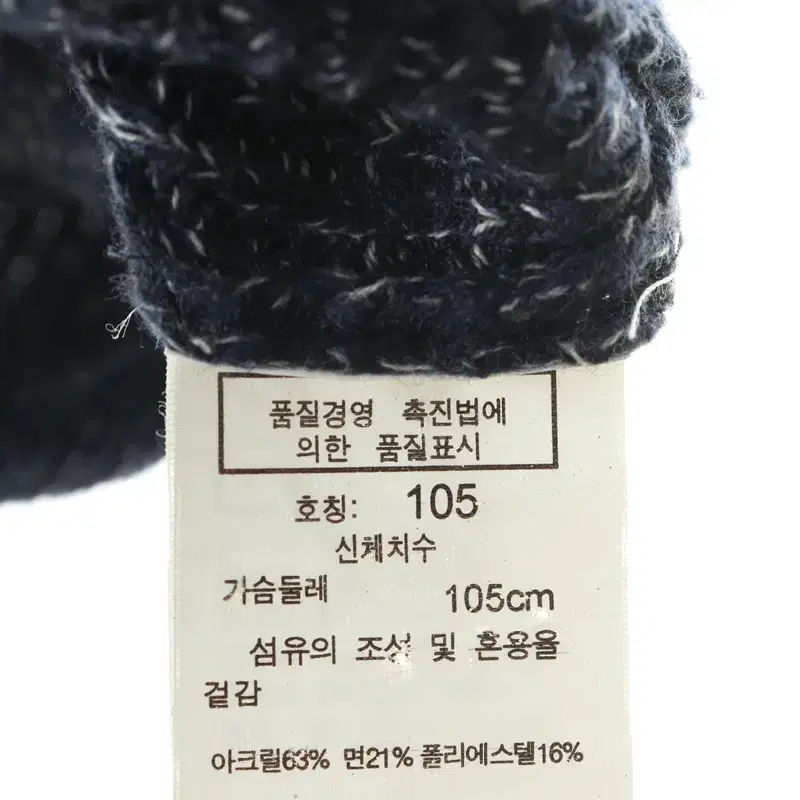 품질경영 촉진법에
의한 품질표시
호칭: 105
신체치수
가슴둘레 105cm
섬유의 조성 및 혼용율
겉감
아크릴63% 면21% 폴리에스텔16%